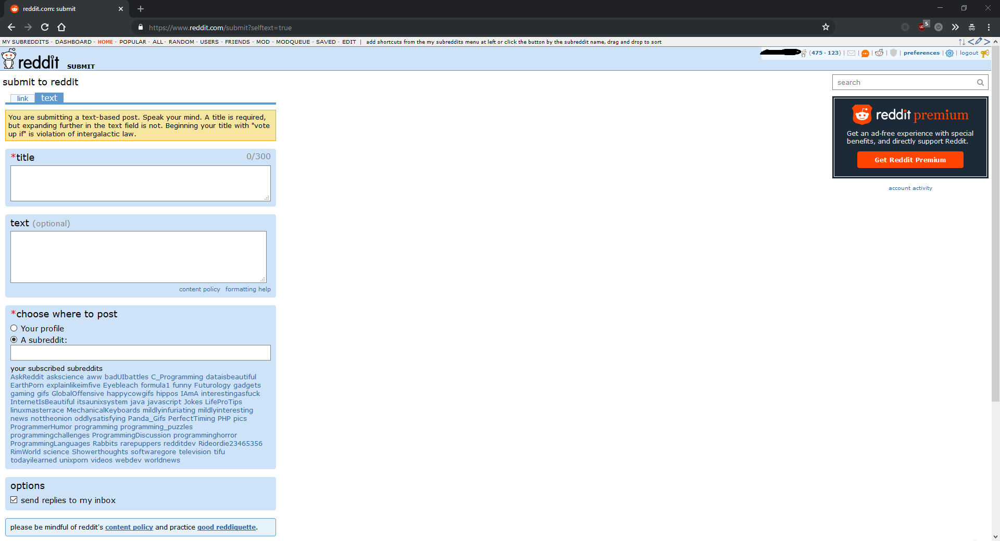 reddit.com: submit
https://www.reddit.com/submit?selftext=true
5
MY SUBREDDITS - DASHBOARD - HOME - POPULAR - ALL - RANDOM - USERS - FRIENDS - MOD - MODQUEUE - SAVED - EDIT | add shortcuts from the my subreddits menu at left or click the button by the subreddit name, drag and drop to sort
reddit SUBMIT
(475 · 123) | | | | | preferences | | logout
submit to reddit
search
link text
You are submitting a text-based post. Speak your mind. A title is required,
but expanding further in the text field is not. Beginning your title with "vote
up if" is violation of intergalactic law.
reddit premium
Get an ad-free experience with special
benefits, and directly support Reddit.
Get Reddit Premium
account activity
*title 0/300
text (optional)
content policy formatting help
*choose where to post
Your profile
A subreddit:
your subscribed subreddits
AskReddit askscience aww badUIbattles C_Programming dataisbeautiful
EarthPorn explainlikeimfive Eyebleach formula1 funny Futurology gadgets
gaming gifs GlobalOffensive happycowgifs hippos IAmA interestingasfuck
InternetIsBeautiful itsaunixsystem java javascript Jokes LifeProTips
linuxmasterrace MechanicalKeyboards mildlyinfuriating mildlyinteresting
news nottheonion oddlysatisfying Panda_Gifs PerfectTiming PHP pics
ProgrammerHumor programming programming_puzzles
programmingchallenges ProgrammingDiscussion programminghorror
ProgrammingLanguages Rabbits rarepuppers redditdev Rideordie23465356
RimWorld science Showerthoughts softwaregore television tifu
todayilearned unixporn videos webdev worldnews
options
send replies to my inbox
please be mindful of reddit's content policy and practice good reddiquette.